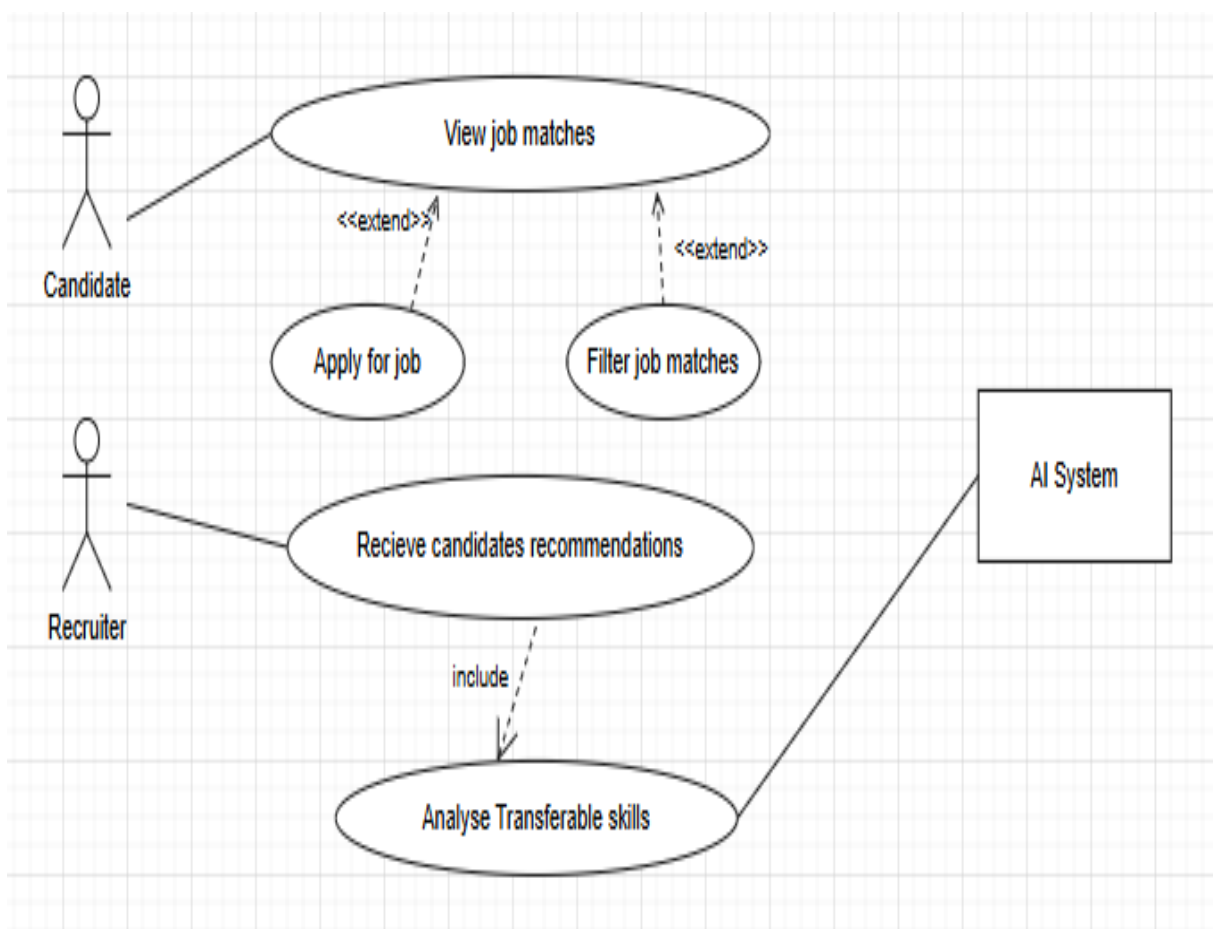 View job matches
<<extend>>
<<extend>>
Candidate
Apply for job
Filter job matches
AI System
Recieve candidates recommendations
Recruiter
include
Analyse Transferable skills